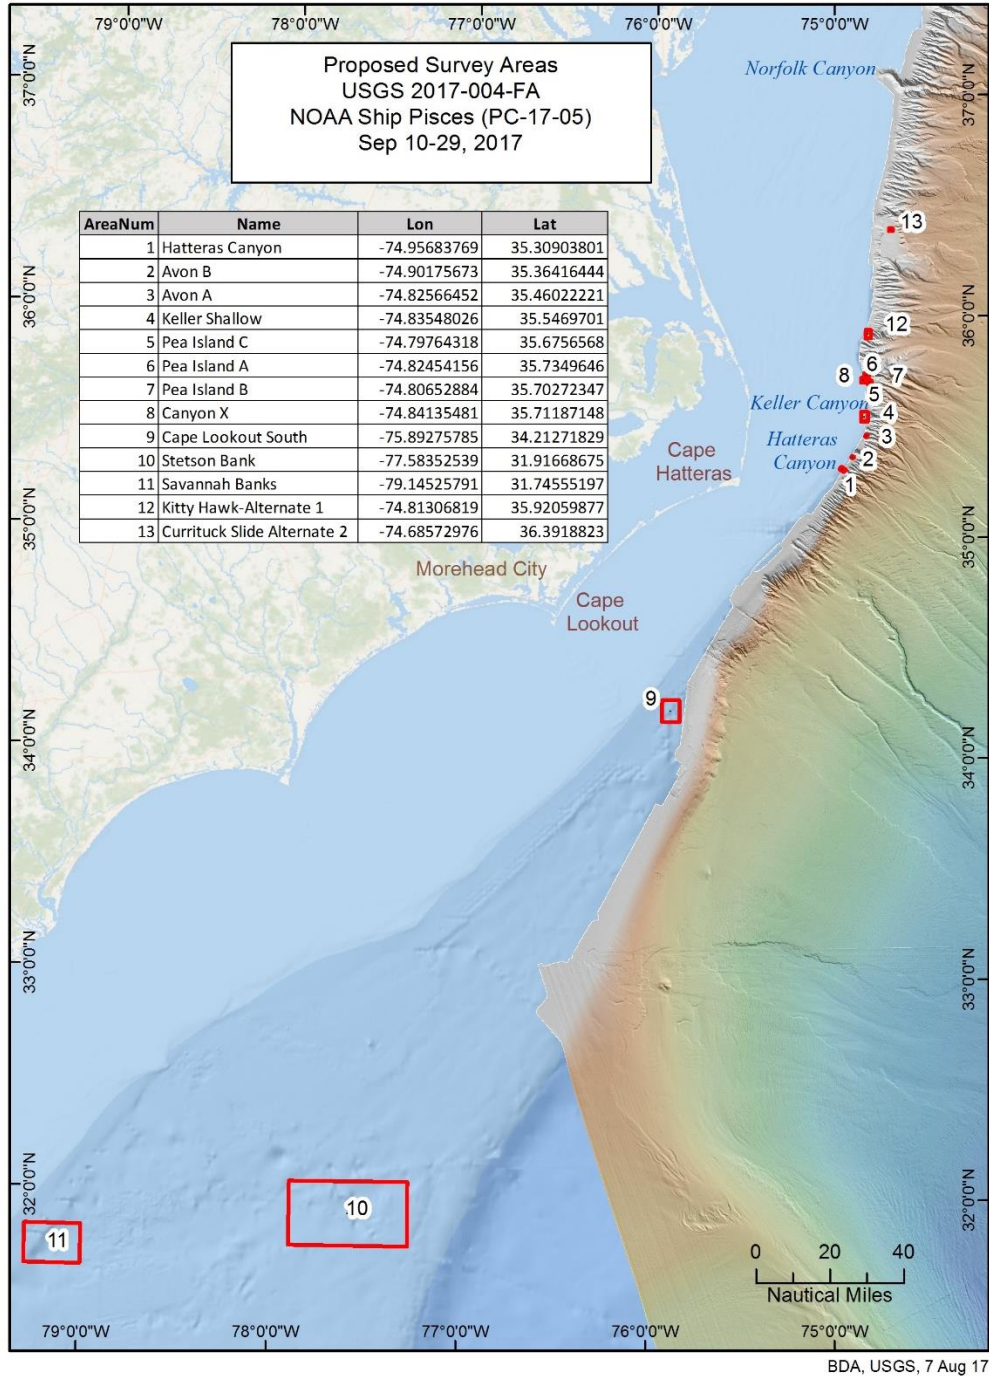 79°0'0"W 78°0'0"W 77°0'0"W 76°0'0"W 75°0'0"W
Proposed Survey Areas
USGS 2017-004-FA
NOAA Ship Pisces (PC-17-05)
Sep 10-29, 2017
Norfolk Canyon
37°0'0"N
37°0'0"N
AreaNum Name Lon Lat
1 Hatteras Canyon -74.95683769 35.30903801
2 Avon B -74.90175673 35.36416444
3 Avon A -74.82566452 35.46022221
4 Keller Shallow -74.83548026 35.5469701
5 Pea Island C -74.79764318 35.6756568
6 Pea Island A -74.82454156 35.7349646
7 Pea Island B -74.80652884 35.70272347
8 Canyon X -74.84135481 35.71187148
9 Cape Lookout South -75.89275785 34.21271829
10 Stetson Bank -77.58352539 31.91668675
11 Savannah Banks -79.14525791 31.74555197
12 Kitty Hawk-Alternate 1 -74.81306819 35.92059877
13 Currituck Slide Alternate 2 -74.68572976 36.3918823
13
36°0'0"N
36°0'0"N
12
6
8
7
5
Keller Canyon
4
3
Hatteras
Canyon
2
1
Cape
Hatteras
35°0'0"N
35°0'0"N
Morehead City
Cape
Lookout
9
34°0'0"N
34°0'0"N
33°0'0"N
33°0'0"N
32°0'0"N
32°0'0"N
10
11
0 20 40
Nautical Miles
79°0'0"W 78°0'0"W 77°0'0"W 76°0'0"W 75°0'0"W
BDA, USGS, 7 Aug 17